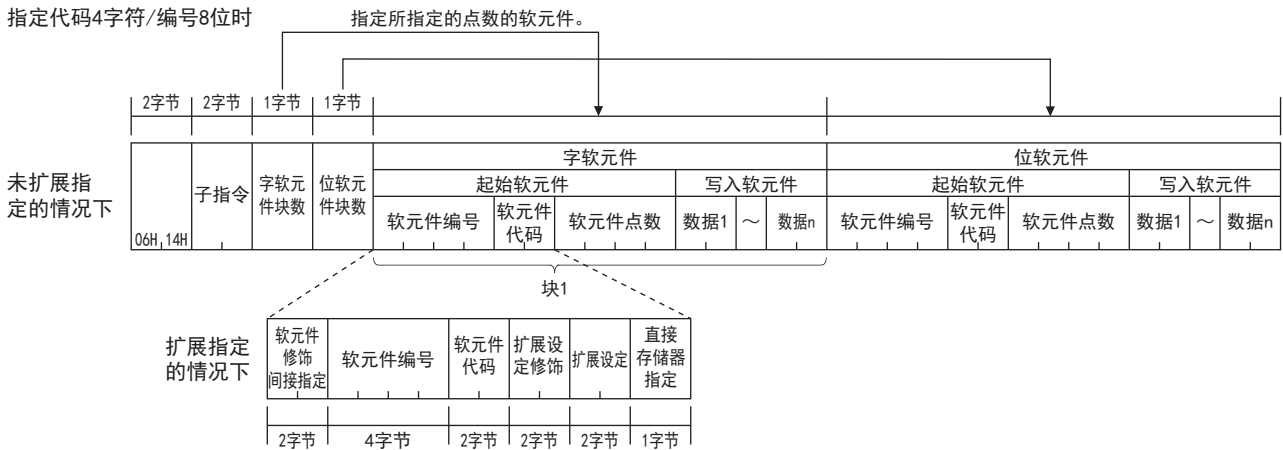 指定代码4字符/编号8位时
指定所指定的点数的软元件。
2字节 2字节 1字节 1字节
未扩展指
定的情况下
06H 14H
子指令
字软元
件块数
位软元
件块数
字软元件
起始软元件
写入软元件
软元件编号
软元件
代码
软元件点数
数据1
～
数据n
位软元件
起始软元件
写入软元件
软元件编号
软元件
代码
软元件点数
数据1
～
数据n
块1
扩展指定
的情况下
软元件
修饰
间接指定
软元件编号
软元件
代码
扩展设
定修饰
扩展设定
直接
存储器
指定
2字节 4字节 2字节 2字节 2字节 1字节